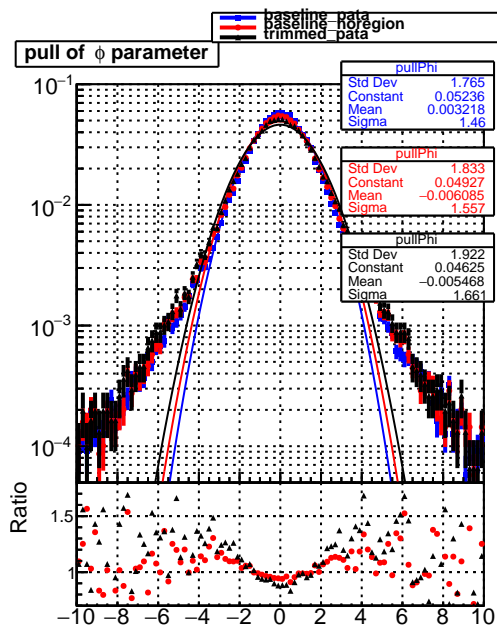 baseline_pata
baseline_noregion
trimmed_pata
pull of ϕ parameter
pullPhi
Std Dev 1.765
Constant 0.05236
Mean 0.003218
Sigma 1.46
pullPhi
Std Dev 1.833
Constant 0.04927
Mean −0.006085
Sigma 1.557
pullPhi
Std Dev 1.922
Constant 0.04625
Mean −0.005468
Sigma 1.661
10⁻¹
10⁻²
10⁻³
10⁻⁴
Ratio
1.5
1
−10 −8 −6 −4 −2 0 2 4 6 8 10